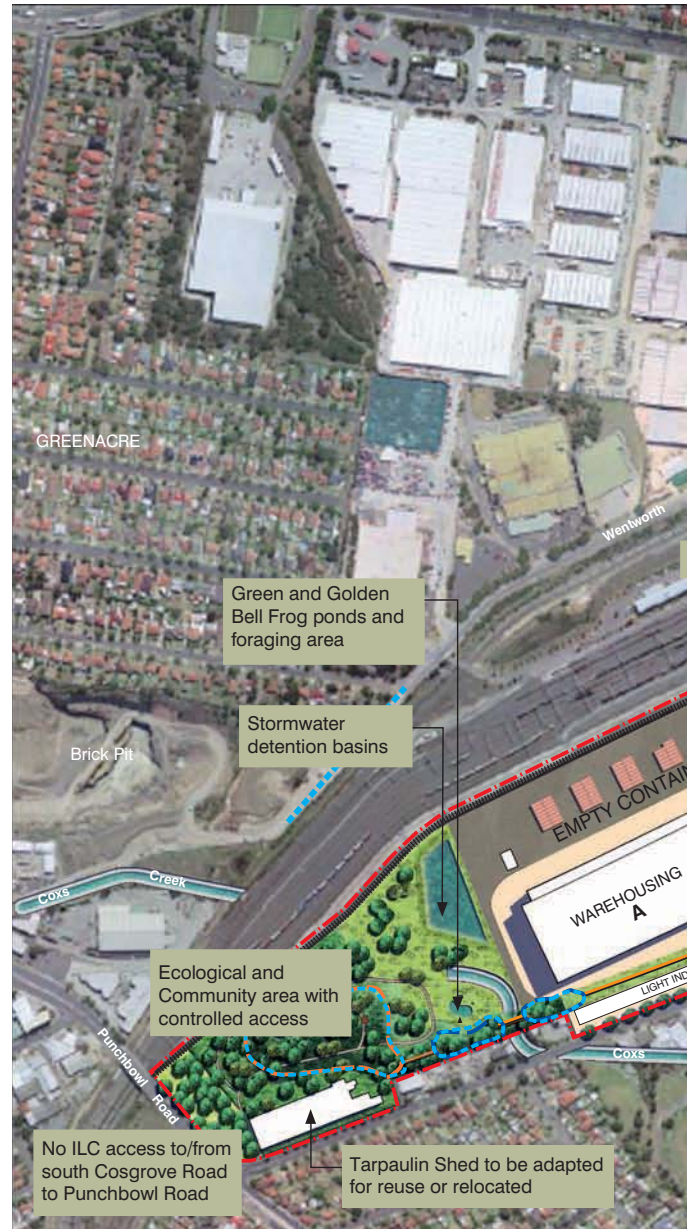 GREENACRE
Wentworth
Green and Golden
Bell Frog ponds and
foraging area
Stormwater
detention basins
Brick Pit
EMPTY CONTAIN
WAREHOUSING
A
Coxs
Creek
LIGHT IND
Ecological and
Community area with
controlled access
Coxs
Punchbowl
Road
No ILC access to/from
south Cosgrove Road
to Punchbowl Road
Tarpaulin Shed to be adapted
for reuse or relocated